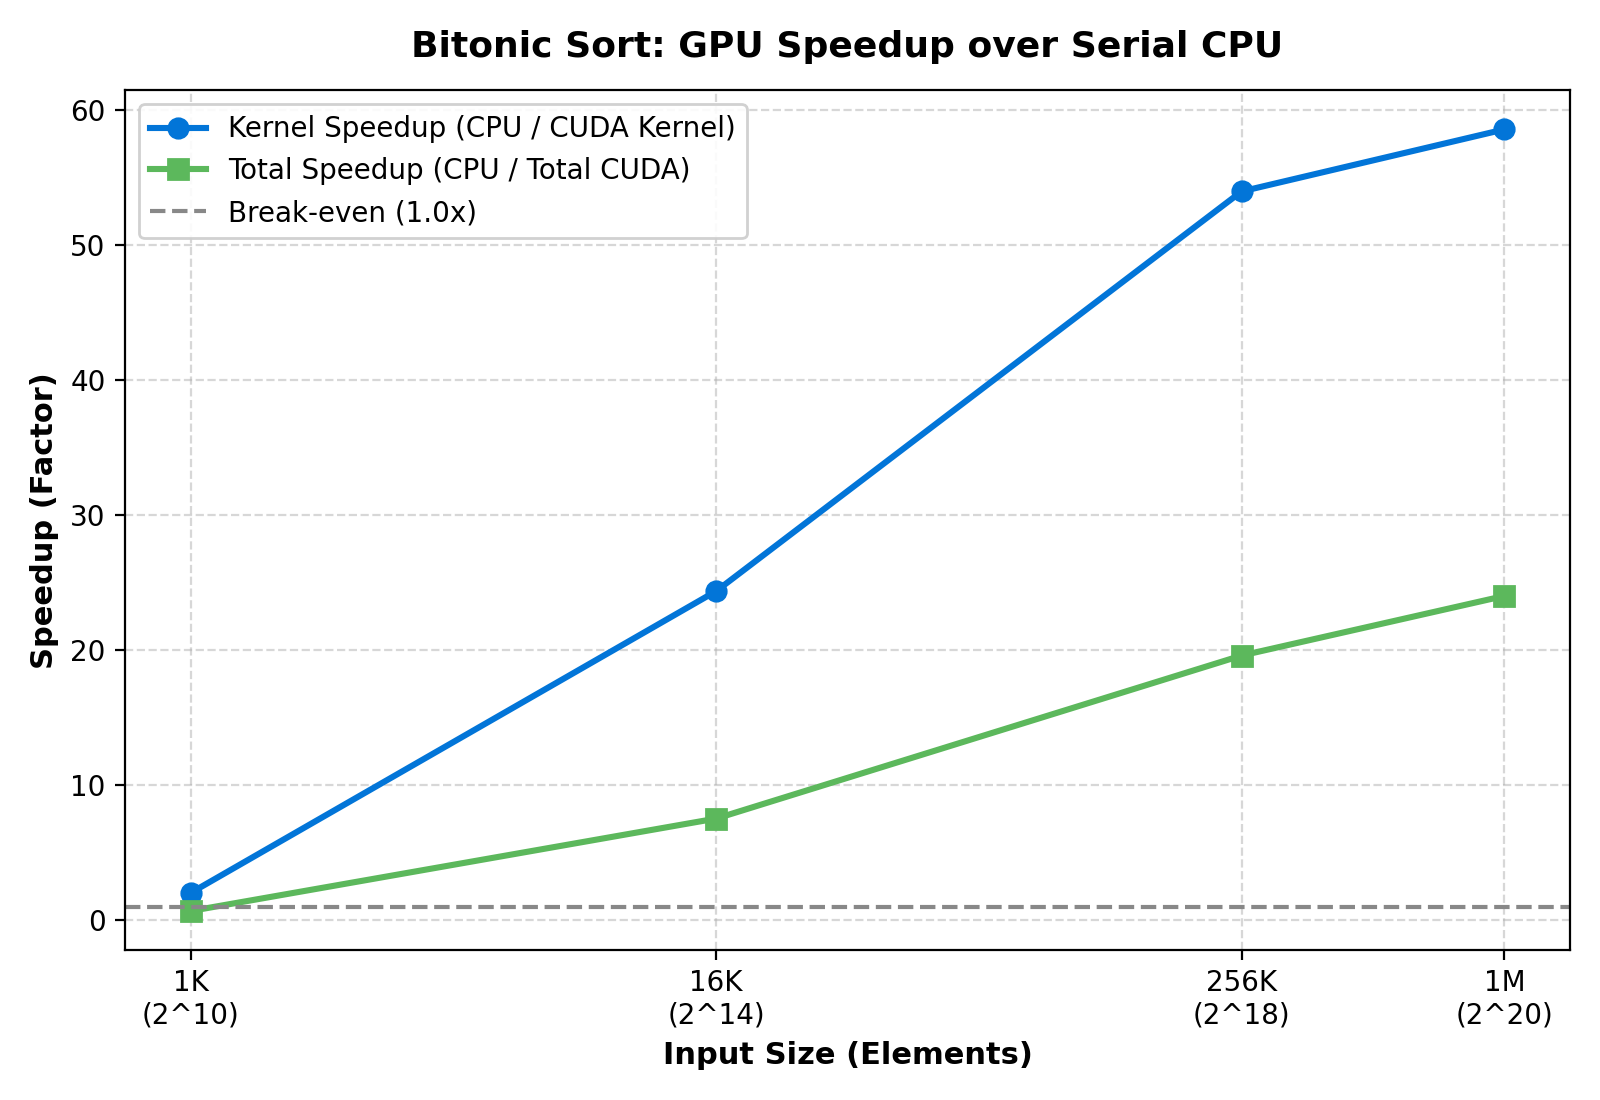 Bitonic Sort: GPU Speedup over Serial CPU
Kernel Speedup (CPU / CUDA Kernel)
Total Speedup (CPU / Total CUDA)
Break-even (1.0x)
Speedup (Factor)
60
50
40
30
20
10
0
1K
(2^10)
16K
(2^14)
256K
(2^18)
1M
(2^20)
Input Size (Elements)